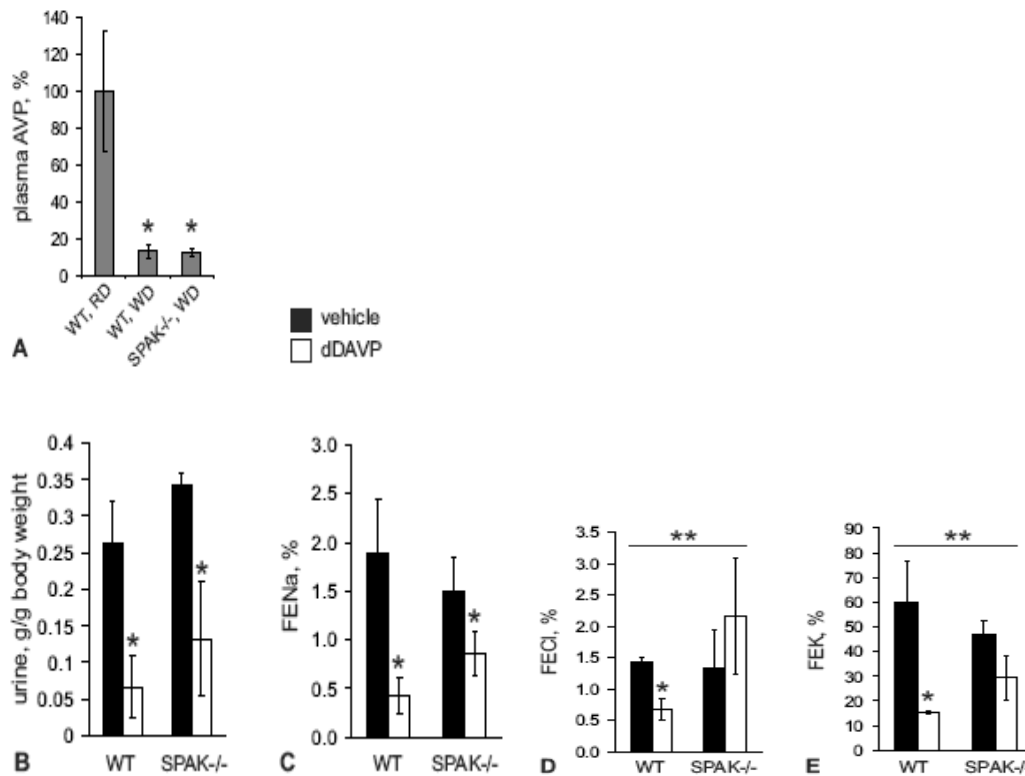 140
120
100
80
60
40
20
0
plasma AVP, %
*
*
WT, RD
WT, WD
SPAK-/-, WD
A
vehicle
dDAVP
0.4
0.35
0.3
0.25
0.2
0.15
0.1
0.05
0
urine, g/g body weight
*
*
WT
SPAK-/-
B
3.0
2.5
2.0
1.5
1.0
0.5
0.0
FENa, %
*
*
WT
SPAK-/-
C
3.5
3.0
2.5
2.0
1.5
1.0
0.5
0.0
FECl, %
**
*
WT
SPAK-/-
D
90
80
70
60
50
40
30
20
10
0
FEK, %
**
*
WT
SPAK-/
E